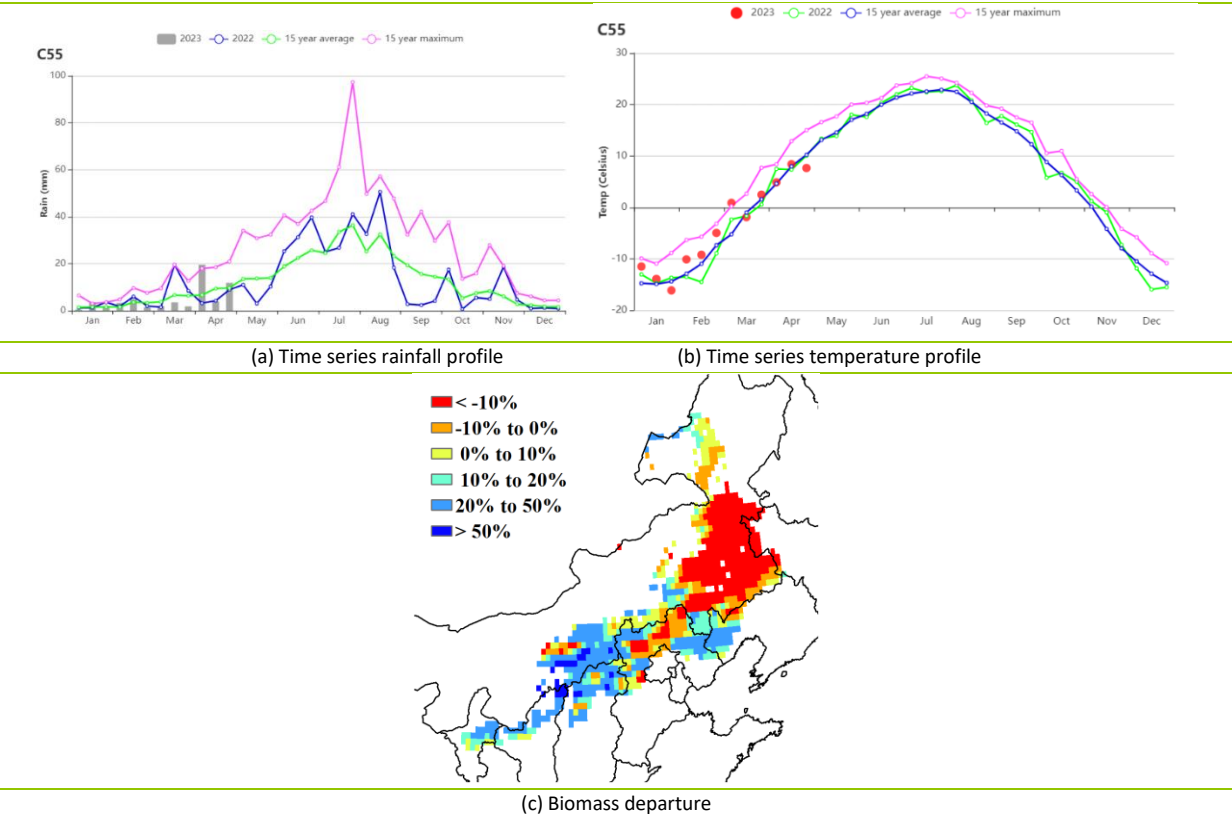 2023 2022 15 year average 15 year maximum
C55
Rain (mm)
100
80
60
40
20
0
Jan Feb Mar Apr May Jun Jul Aug Sep Oct Nov Dec
2023 2022 15 year average 15 year maximum
C55
Temp (Celsius)
30
20
10
0
-10
-20
Jan Feb Mar Apr May Jun Jul Aug Sep Oct Nov Dec
(a) Time series rainfall profile
(b) Time series temperature profile
< -10%
-10% to 0%
0% to 10%
10% to 20%
20% to 50%
> 50%
(c) Biomass departure